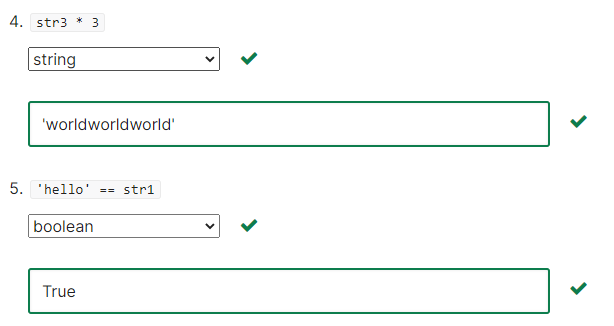 4. str3 * 3
string
'worldworldworld'
5. 'hello' == str1
boolean
True